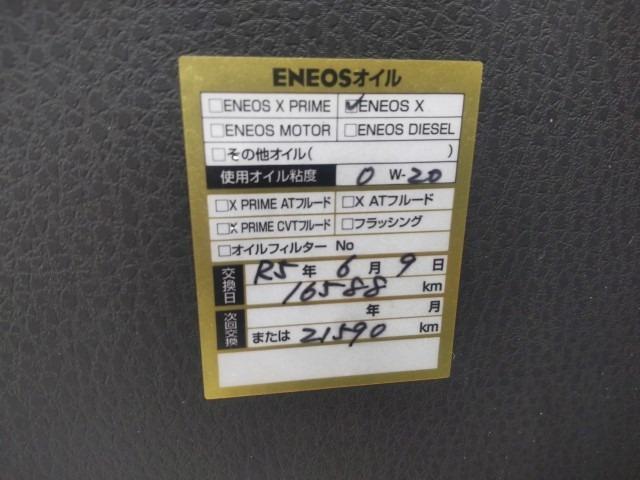 ENEOSオイル
□ENEOS X PRIME ☑ENEOS X
□ENEOS MOTOR □ENEOS DIESEL
□その他オイル( )
使用オイル粘度 0 W-20
□X PRIME ATフルード □X ATフルード
□X PRIME CVTフルード □フラッシング
□オイルフィルター No
交換日 R5年 6月 9日
16588 km
次回交換 年 月
または 21590 km